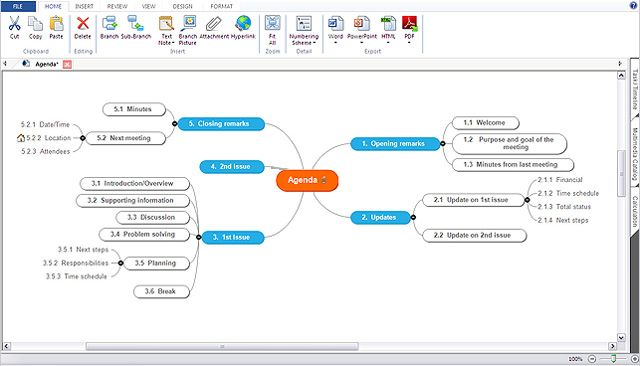 FILE HOME INSERT REVIEW VIEW DESIGN FORMAT
Cut Copy Paste Delete Branch Sub-Branch Text Note Branch Picture Attachment Hyperlink Fit All Numbering Scheme Word PowerPoint HTML PDF
Clipboard Editing Insert Zoom Detail Export
Agenda*
5.1 Minutes
5. Closing remarks
5.2.1 Date/Time
5.2.2 Location
5.2.3 Attendees
5.2 Next meeting
4. 2nd Issue
Agenda
3.1 Introduction/Overview
3.2 Supporting information
3.3 Discussion
3.4 Problem solving
3. 1st Issue
3.5.1 Next steps
3.5.2 Responsibilities
3.5.3 Time schedule
3.5 Planning
3.6 Break
1. Opening remarks
1.1 Welcome
1.2 Purpose and goal of the
meeting
1.3 Minutes from last meeting
2. Updates
2.1 Update on 1st issue
2.1.1 Financial
2.1.2 Time schedule
2.1.3 Total status
2.1.4 Next steps
2.2 Update on 2nd issue
Task / Timeline
Multimedia Catalog
Calculation
100%